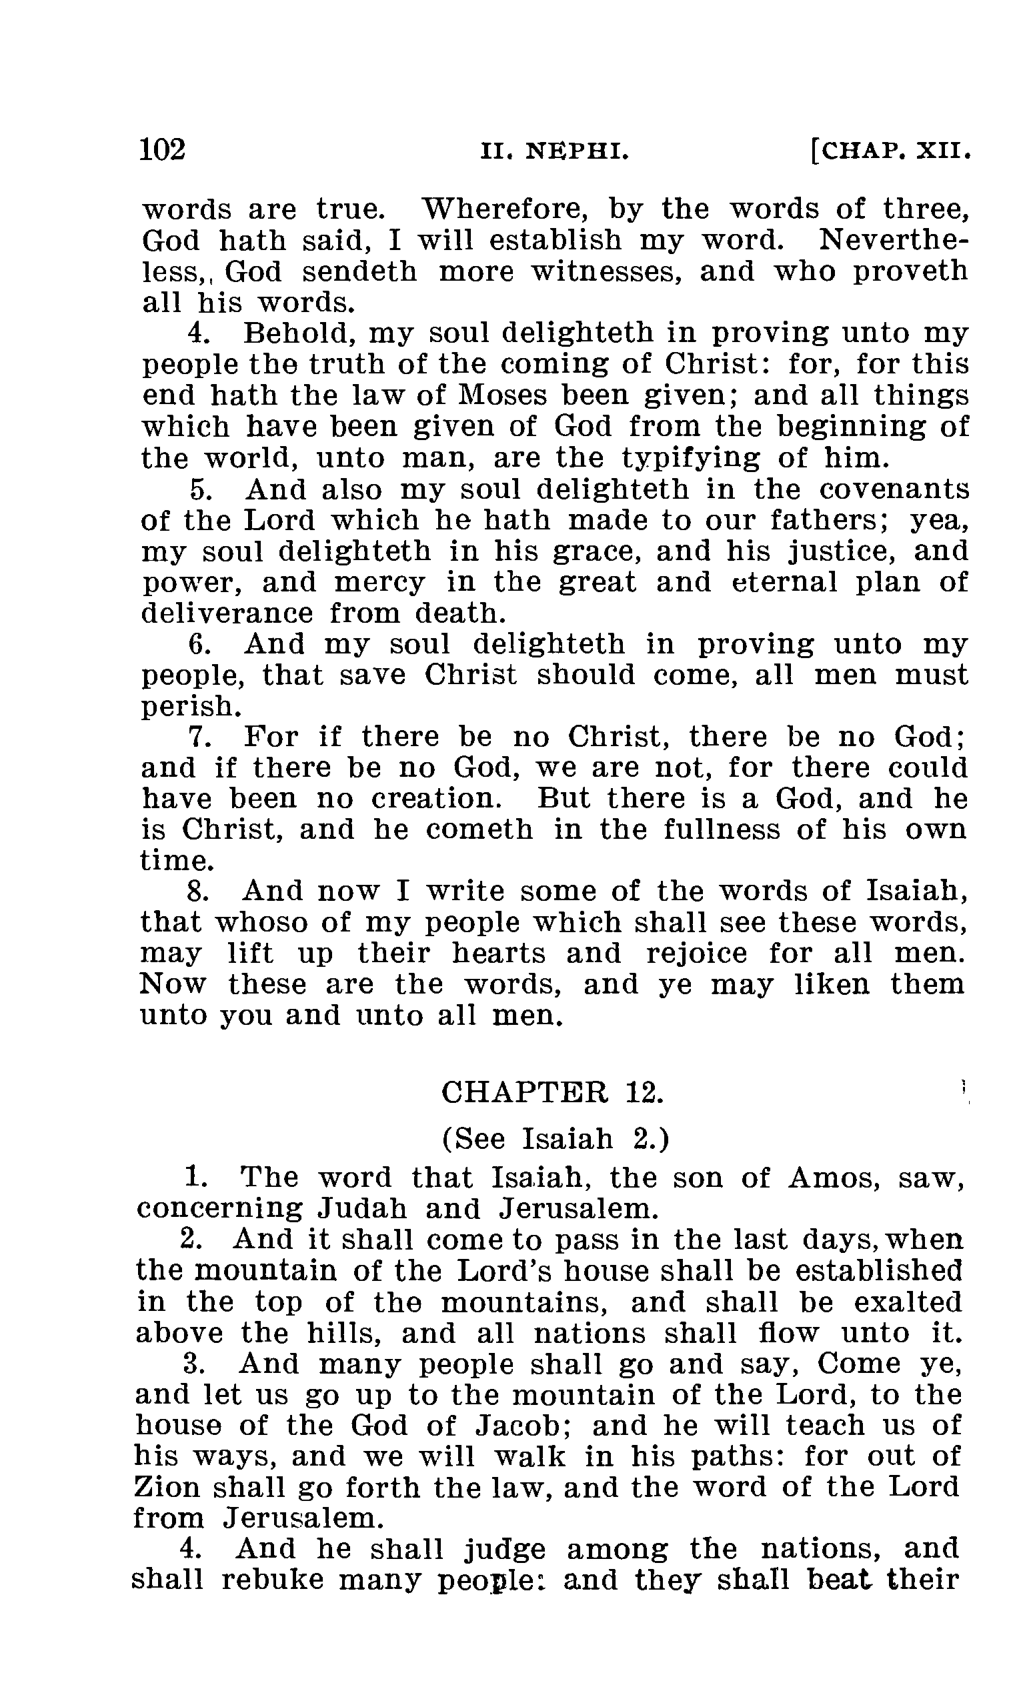 102 II. NEPHI. [CHAP. XII.
words are true. Wherefore, by the words of three,
God hath said, I will establish my word. Neverthe-
less,, God sendeth more witnesses, and who proveth
all his words.
4. Behold, my soul delighteth in proving unto my
people the truth of the coming of Christ: for, for this
end hath the law of Moses been given; and all things
which have been given of God from the beginning of
the world, unto man, are the typifying of him.
5. And also my soul delighteth in the covenants
of the Lord which he hath made to our fathers; yea,
my soul delighteth in his grace, and his justice, and
power, and mercy in the great and eternal plan of
deliverance from death.
6. And my soul delighteth in proving unto my
people, that save Christ should come, all men must
perish.
7. For if there be no Christ, there be no God;
and if there be no God, we are not, for there could
have been no creation. But there is a God, and he
is Christ, and he cometh in the fullness of his own
time.
8. And now I write some of the words of Isaiah,
that whoso of my people which shall see these words,
may lift up their hearts and rejoice for all men.
Now these are the words, and ye may liken them
unto you and unto all men.
CHAPTER 12.
(See Isaiah 2.)
1. The word that Isaiah, the son of Amos, saw,
concerning Judah and Jerusalem.
2. And it shall come to pass in the last days, when
the mountain of the Lord's house shall be established
in the top of the mountains, and shall be exalted
above the hills, and all nations shall flow unto it.
3. And many people shall go and say, Come ye,
and let us go up to the mountain of the Lord, to the
house of the God of Jacob; and he will teach us of
his ways, and we will walk in his paths: for out of
Zion shall go forth the law, and the word of the Lord
from Jerusalem.
4. And he shall judge among the nations, and
shall rebuke many people: and they shall beat their